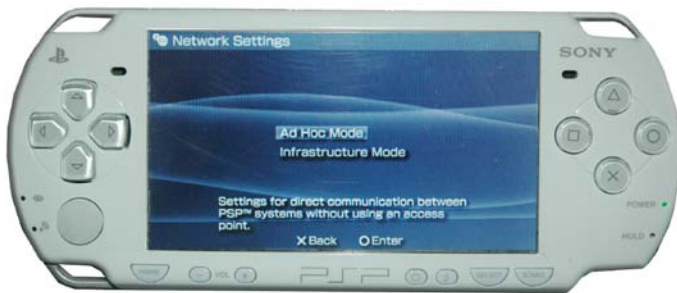 Network Settings
SONY
Ad Hoc Mode
Infrastructure Mode
Settings for direct communication between
PSP™ systems without using an access
point.
X Back O Enter
POWER
HOLD
HOME
VOL
PSP
SELECT
START